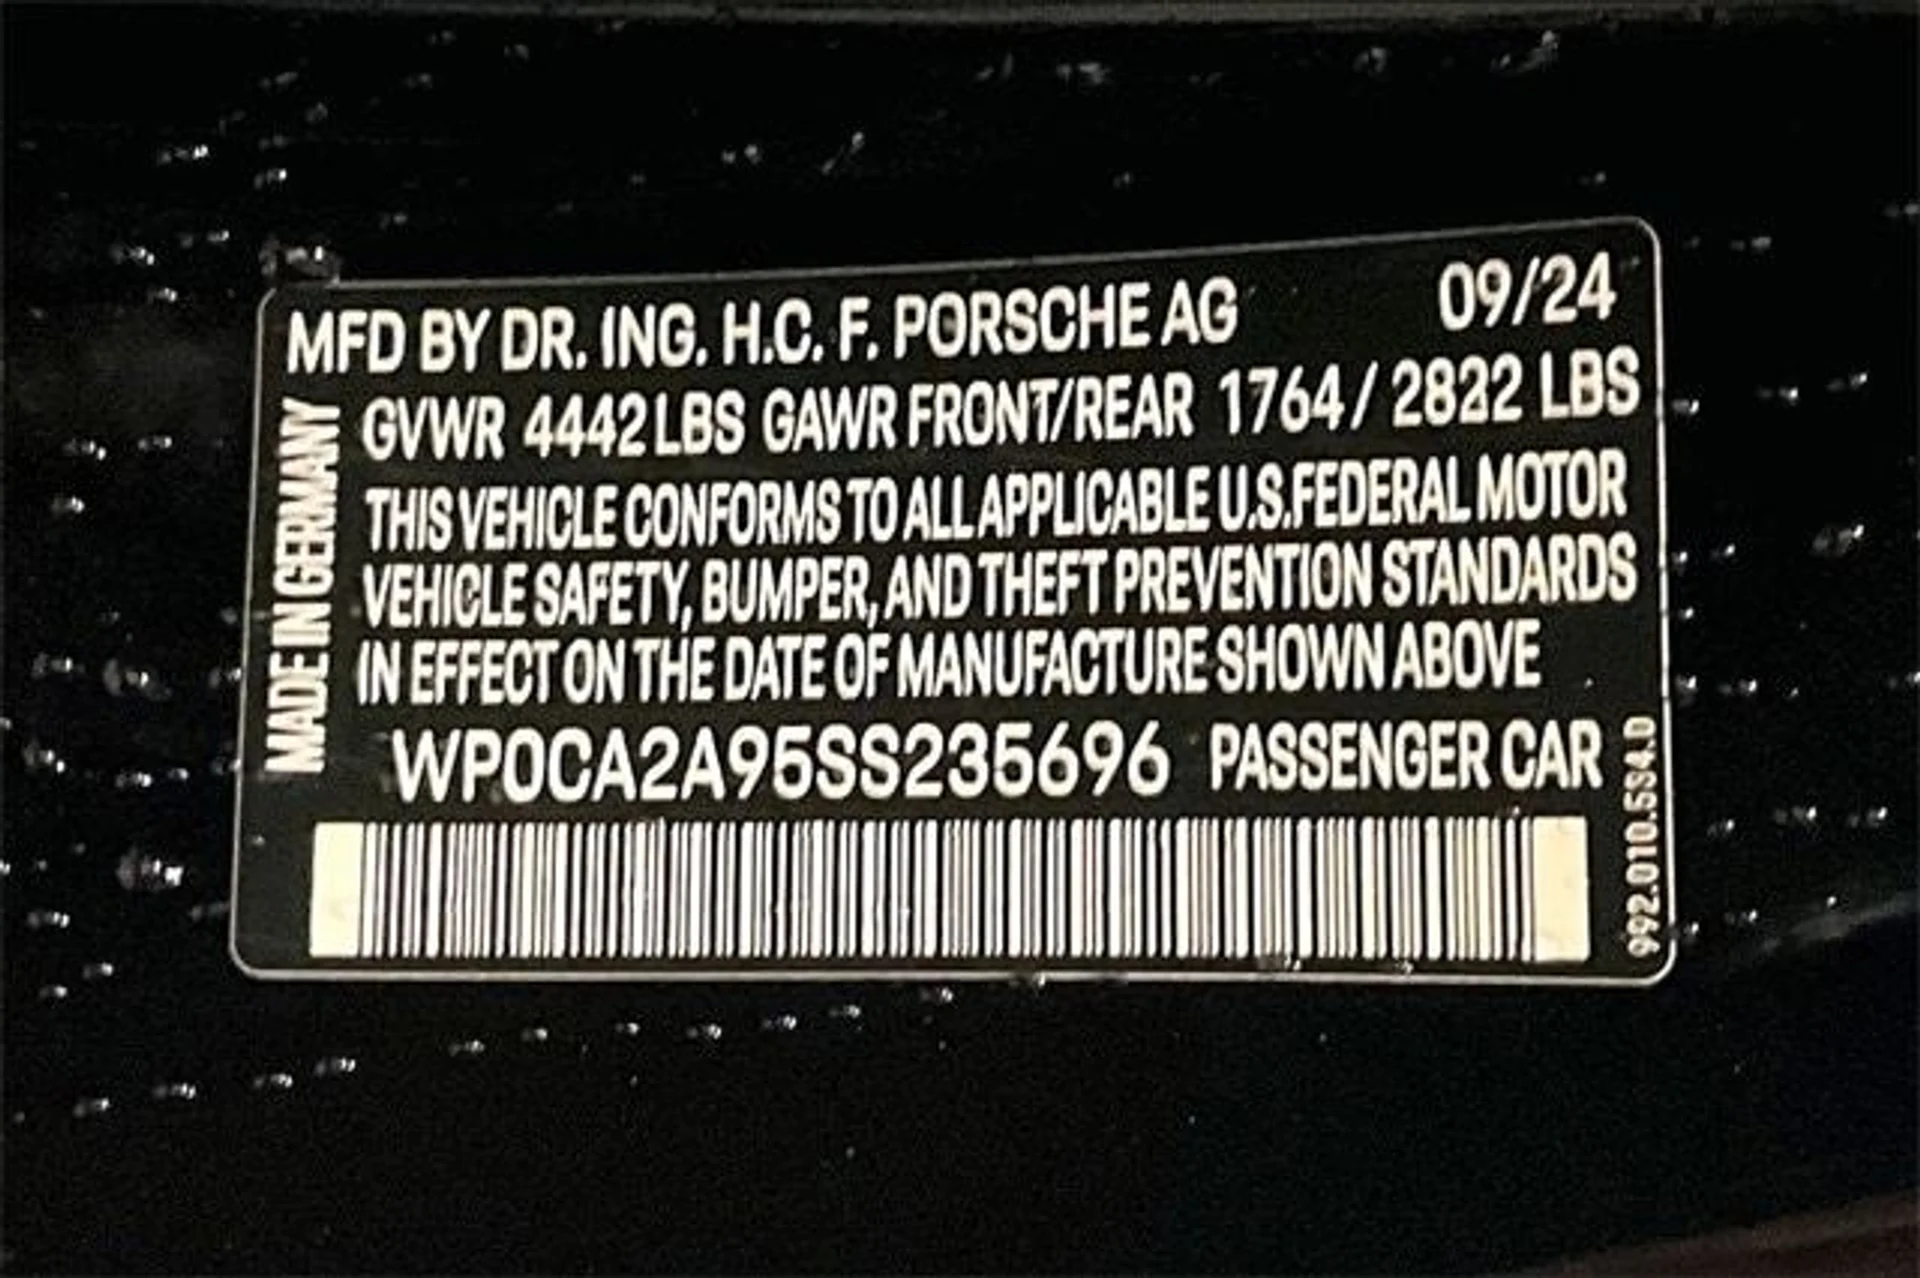 MFD BY DR. ING. H.C. F. PORSCHE AG 09/24
GVWR 4442 LBS GAWR FRONT/REAR 1764 / 2822 LBS
THIS VEHICLE CONFORMS TO ALL APPLICABLE U.S.FEDERAL MOTOR
VEHICLE SAFETY, BUMPER, AND THEFT PREVENTION STANDARDS
IN EFFECT ON THE DATE OF MANUFACTURE SHOWN ABOVE
WP0CA2A95SS235696 PASSENGER CAR
MADE IN GERMANY
992.010.5S4.D